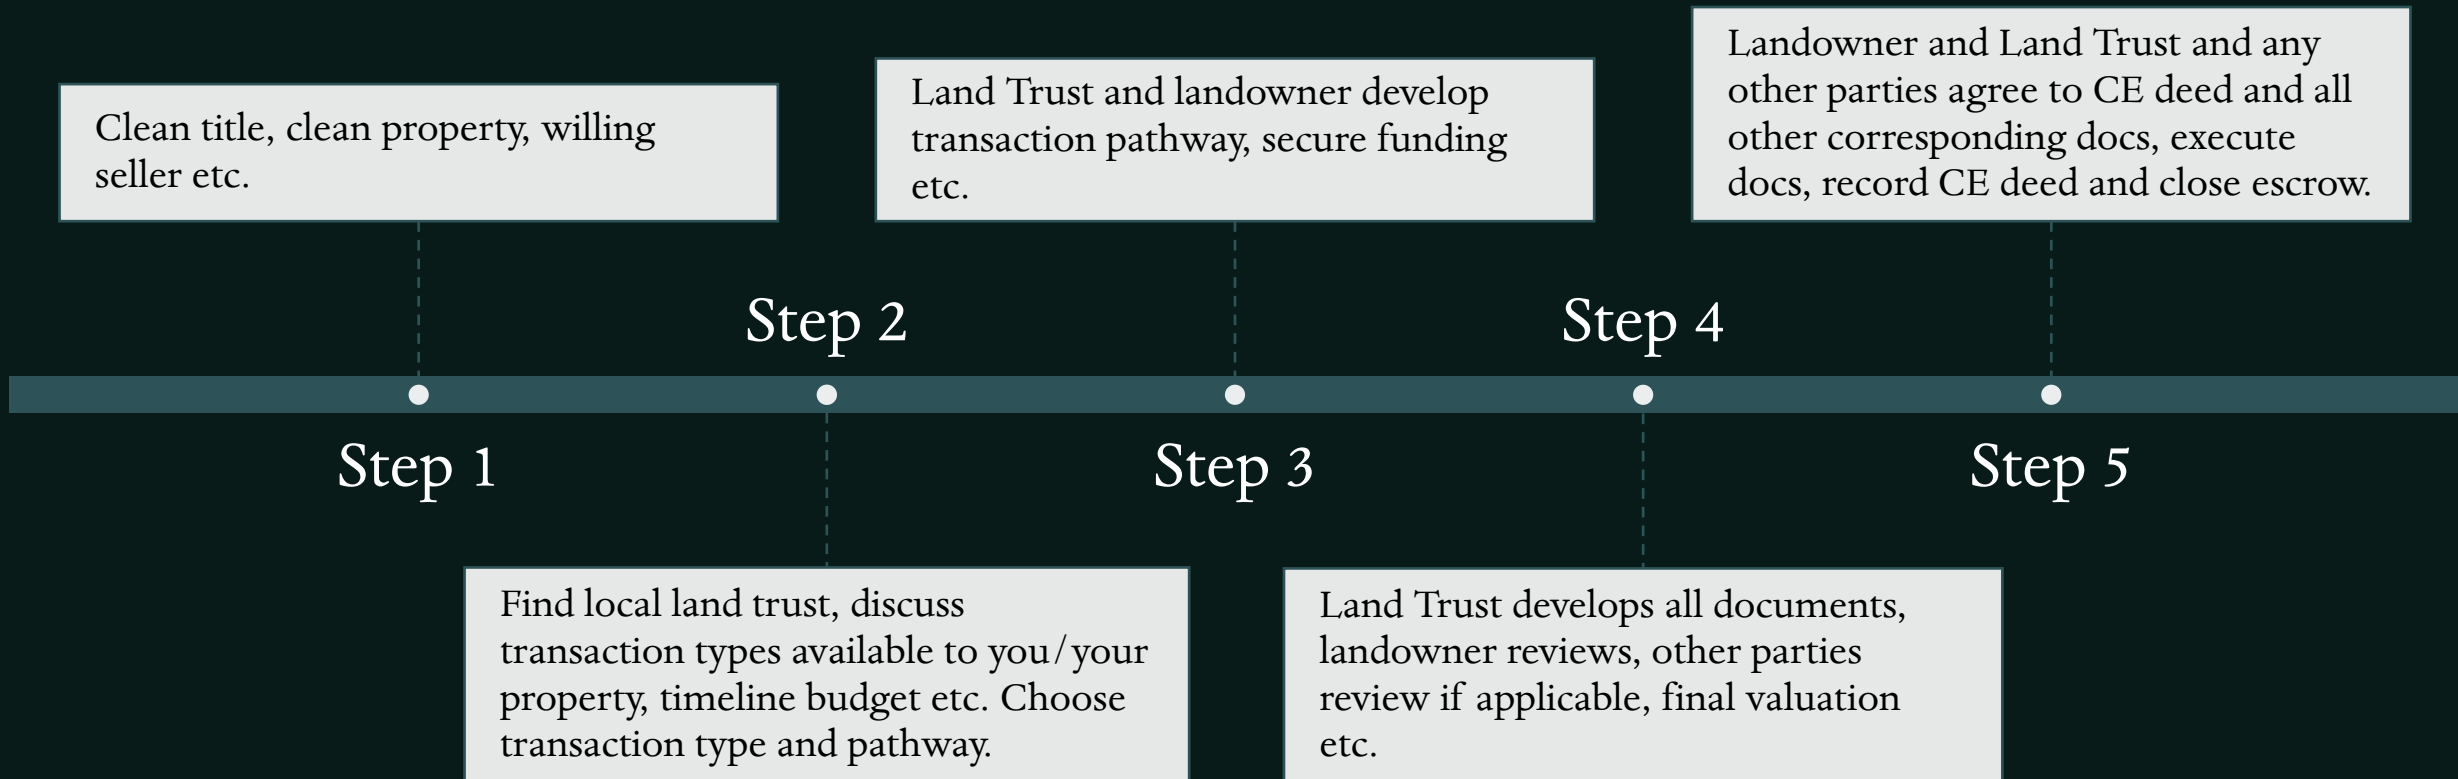 Clean title, clean property, willing
seller etc.
Step 1
Step 2
Find local land trust, discuss
transaction types available to you/your
property, timeline budget etc. Choose
transaction type and pathway.
Land Trust and landowner develop
transaction pathway, secure funding
etc.
Step 3
Step 4
Land Trust develops all documents,
landowner reviews, other parties
review if applicable, final valuation
etc.
Landowner and Land Trust and any
other parties agree to CE deed and all
other corresponding docs, execute
docs, record CE deed and close escrow.
Step 5